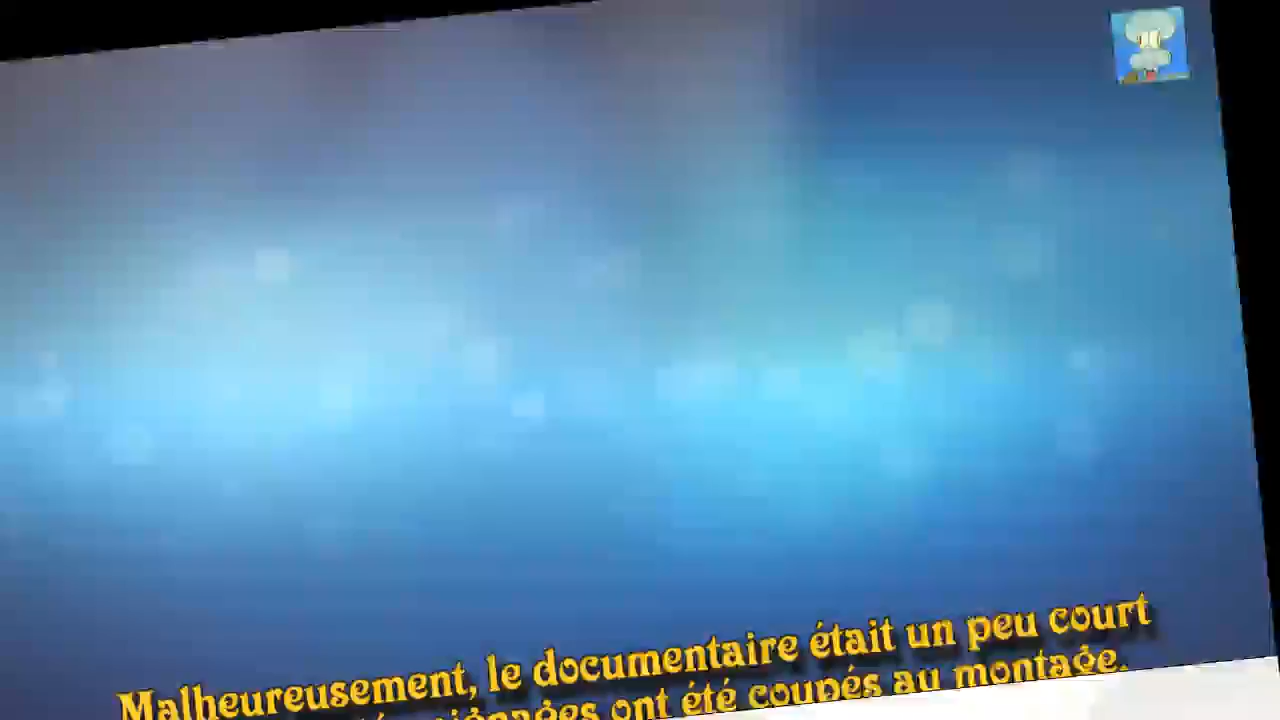 Malheureusement, le documentaire était un peu court
ont été coupés au montage.